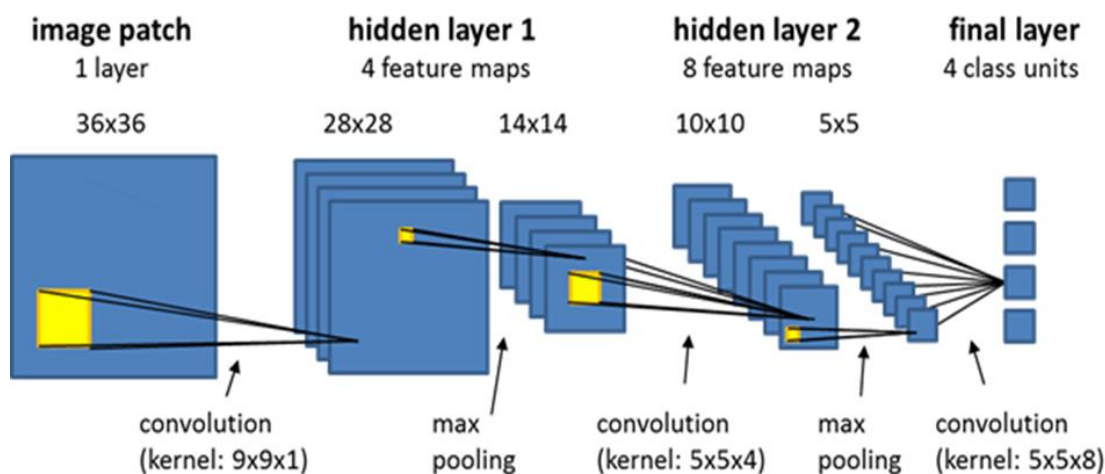 image patch
1 layer
hidden layer 1
4 feature maps
hidden layer 2
8 feature maps
final layer
4 class units
36x36
28x28
14x14
10x10
5x5
convolution
(kernel: 9x9x1)
max
pooling
convolution
(kernel: 5x5x4)
max
pooling
convolution
(kernel: 5x5x8)